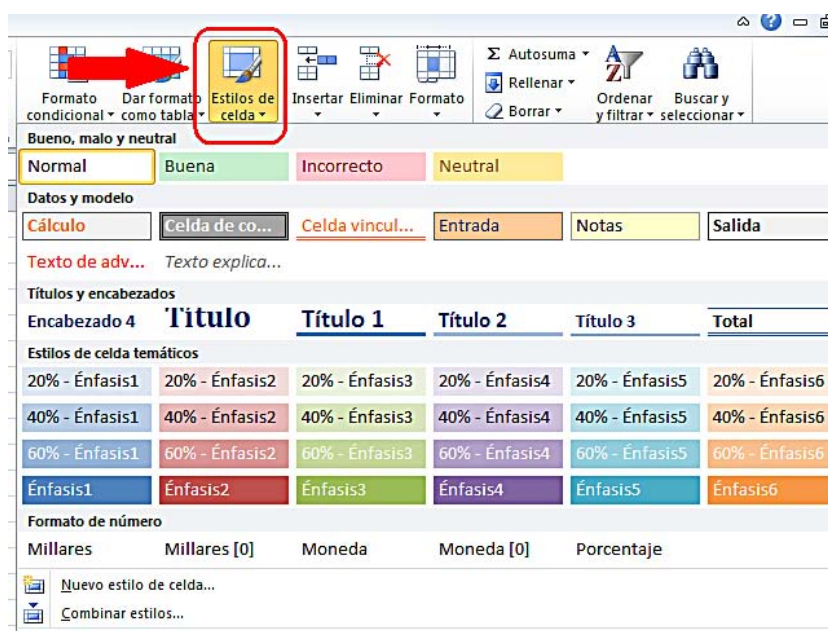 Formato condicional Dar formato como tabla Estilos de celda Insertar Eliminar Formato Σ Autosuma Rellenar Borrar Ordenar y filtrar Buscar y seleccionar
Bueno, malo y neutral
Normal Buena Incorrecto Neutral
Datos y modelo
Cálculo Celda de co... Celda vincul... Entrada Notas Salida
Texto de adv... Texto explica...
Títulos y encabezados
Encabezado 4 Título Título 1 Título 2 Título 3 Total
Estilos de celda temáticos
20% - Énfasis1 20% - Énfasis2 20% - Énfasis3 20% - Énfasis4 20% - Énfasis5 20% - Énfasis6
40% - Énfasis1 40% - Énfasis2 40% - Énfasis3 40% - Énfasis4 40% - Énfasis5 40% - Énfasis6
60% - Énfasis1 60% - Énfasis2 60% - Énfasis3 60% - Énfasis4 60% - Énfasis5 60% - Énfasis6
Énfasis1 Énfasis2 Énfasis3 Énfasis4 Énfasis5 Énfasis6
Formato de número
Millares Millares [0] Moneda Moneda [0] Porcentaje
Nuevo estilo de celda...
Combinar estilos...